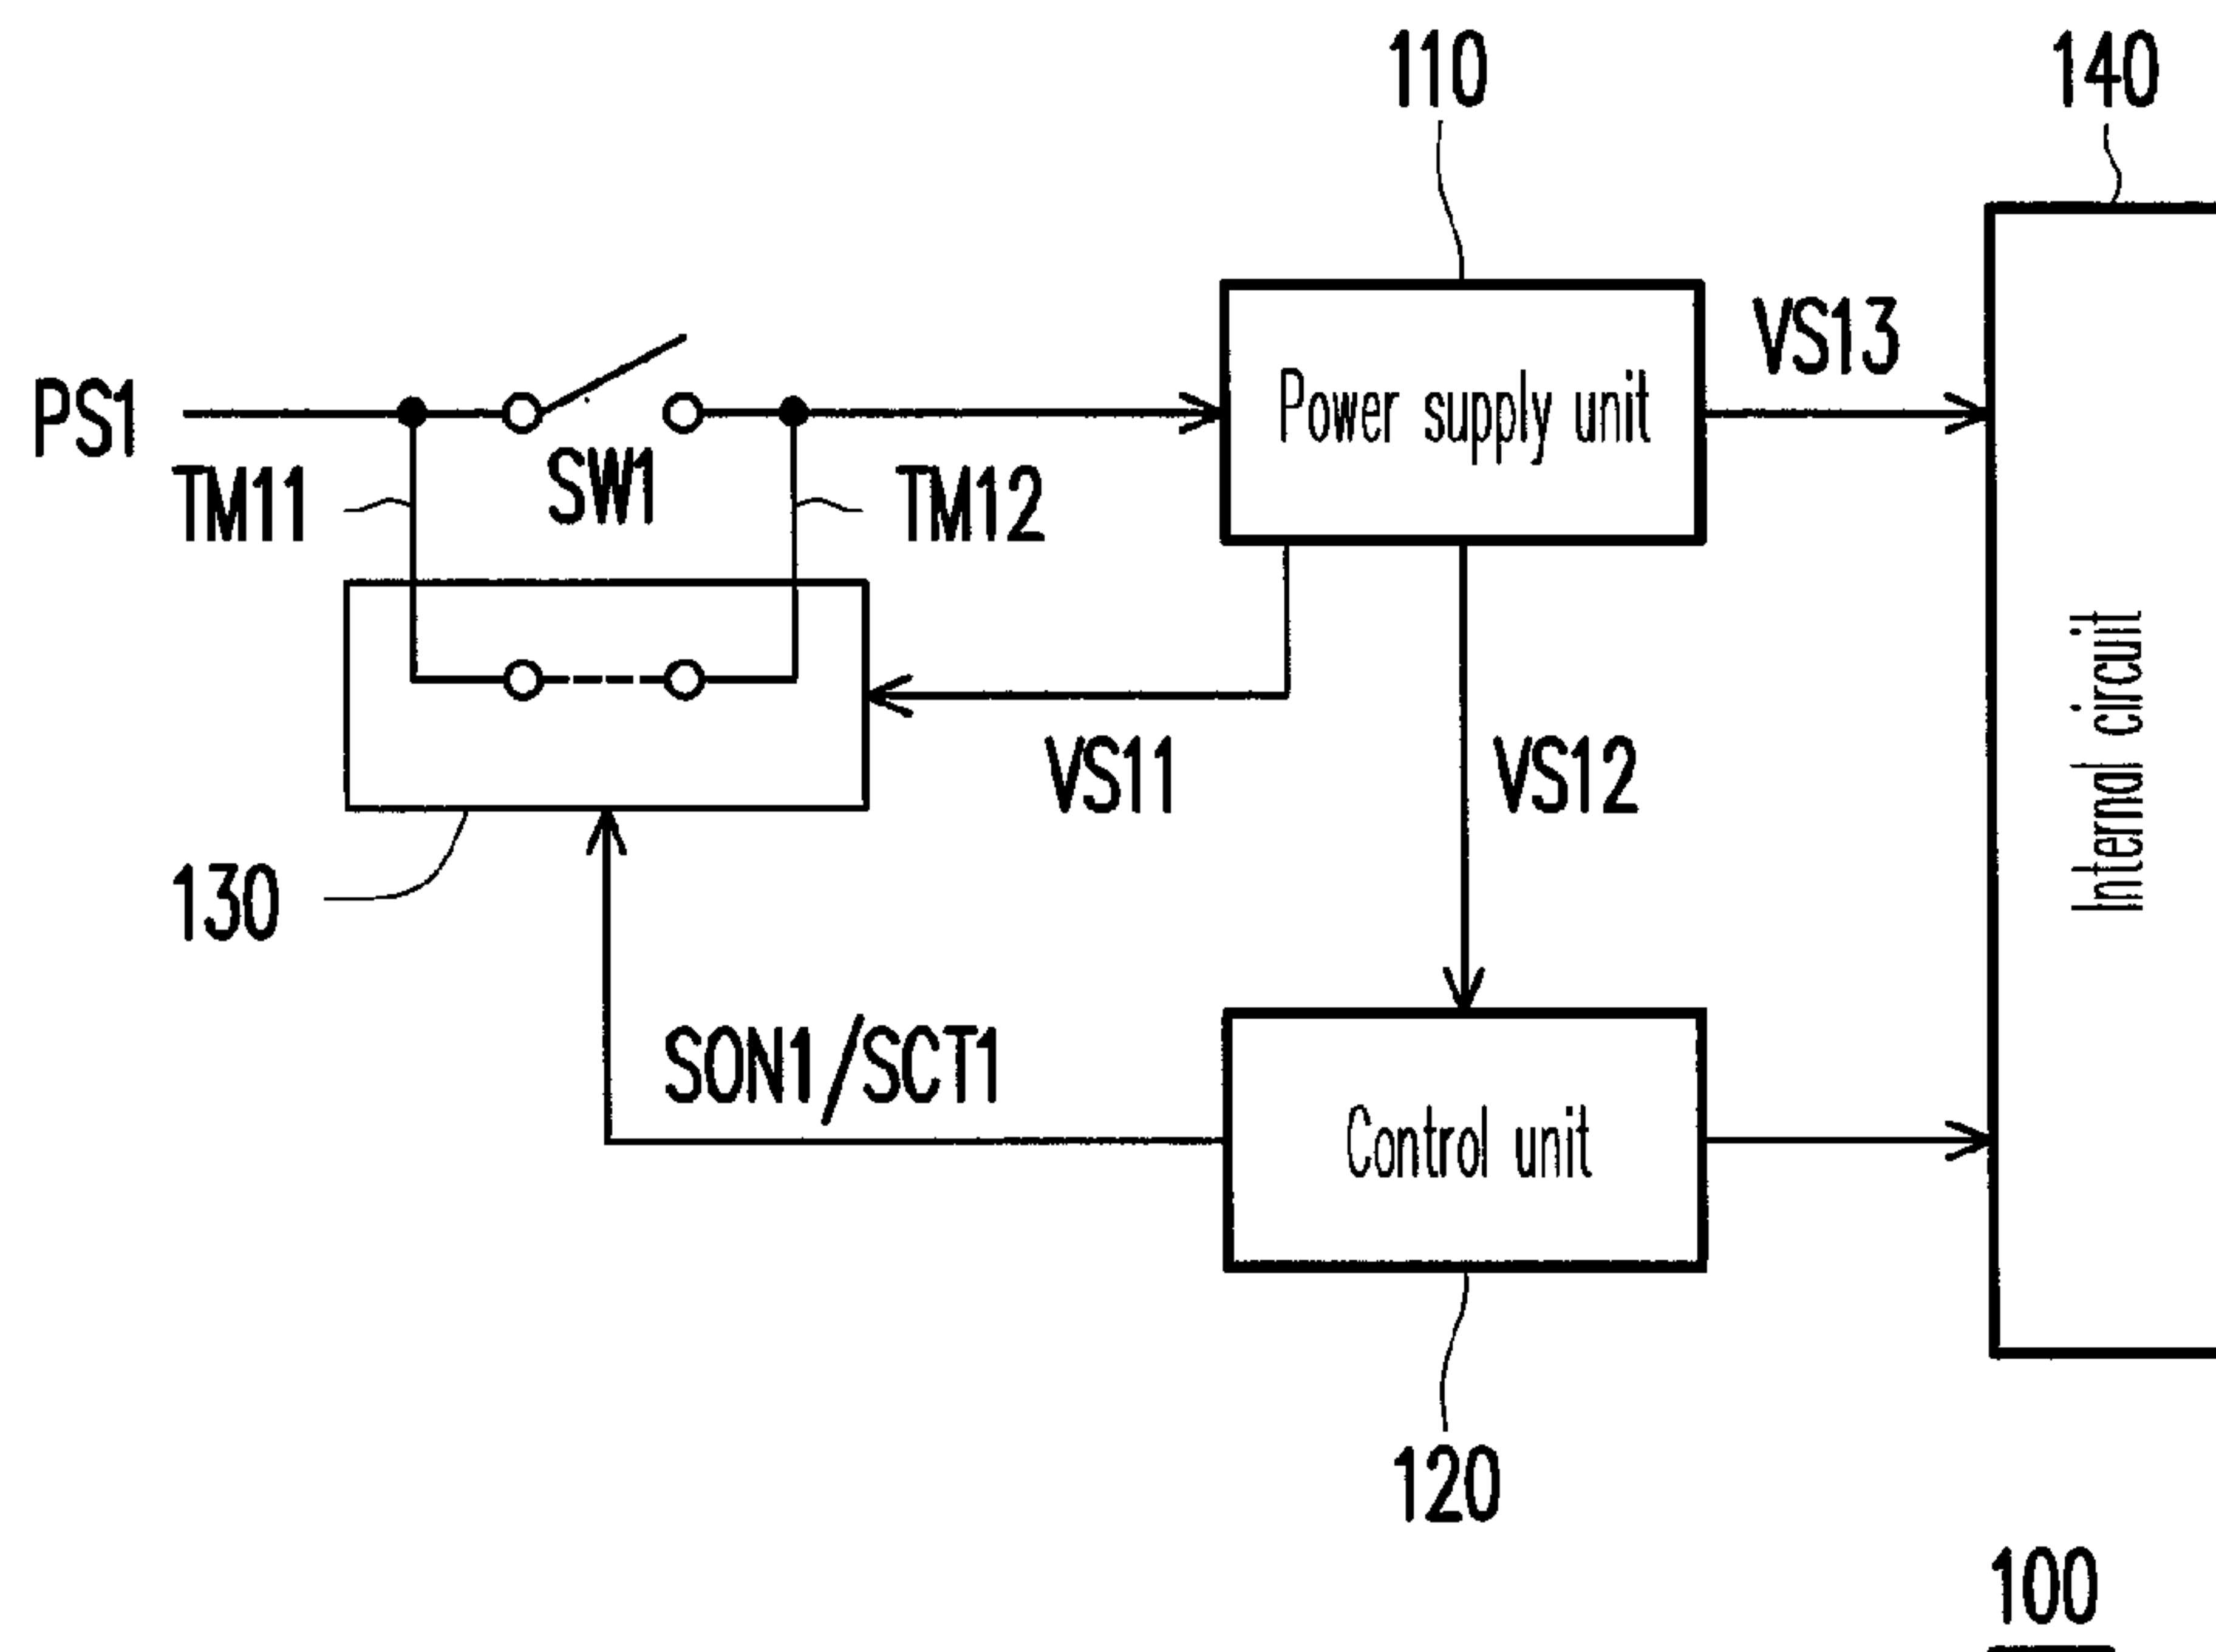 110
140
VS13
PS1
Power supply unit
TM11
SW1
TM12
Internal circuit
VS11
VS12
130
SON1/SCT1
Control unit
120
100